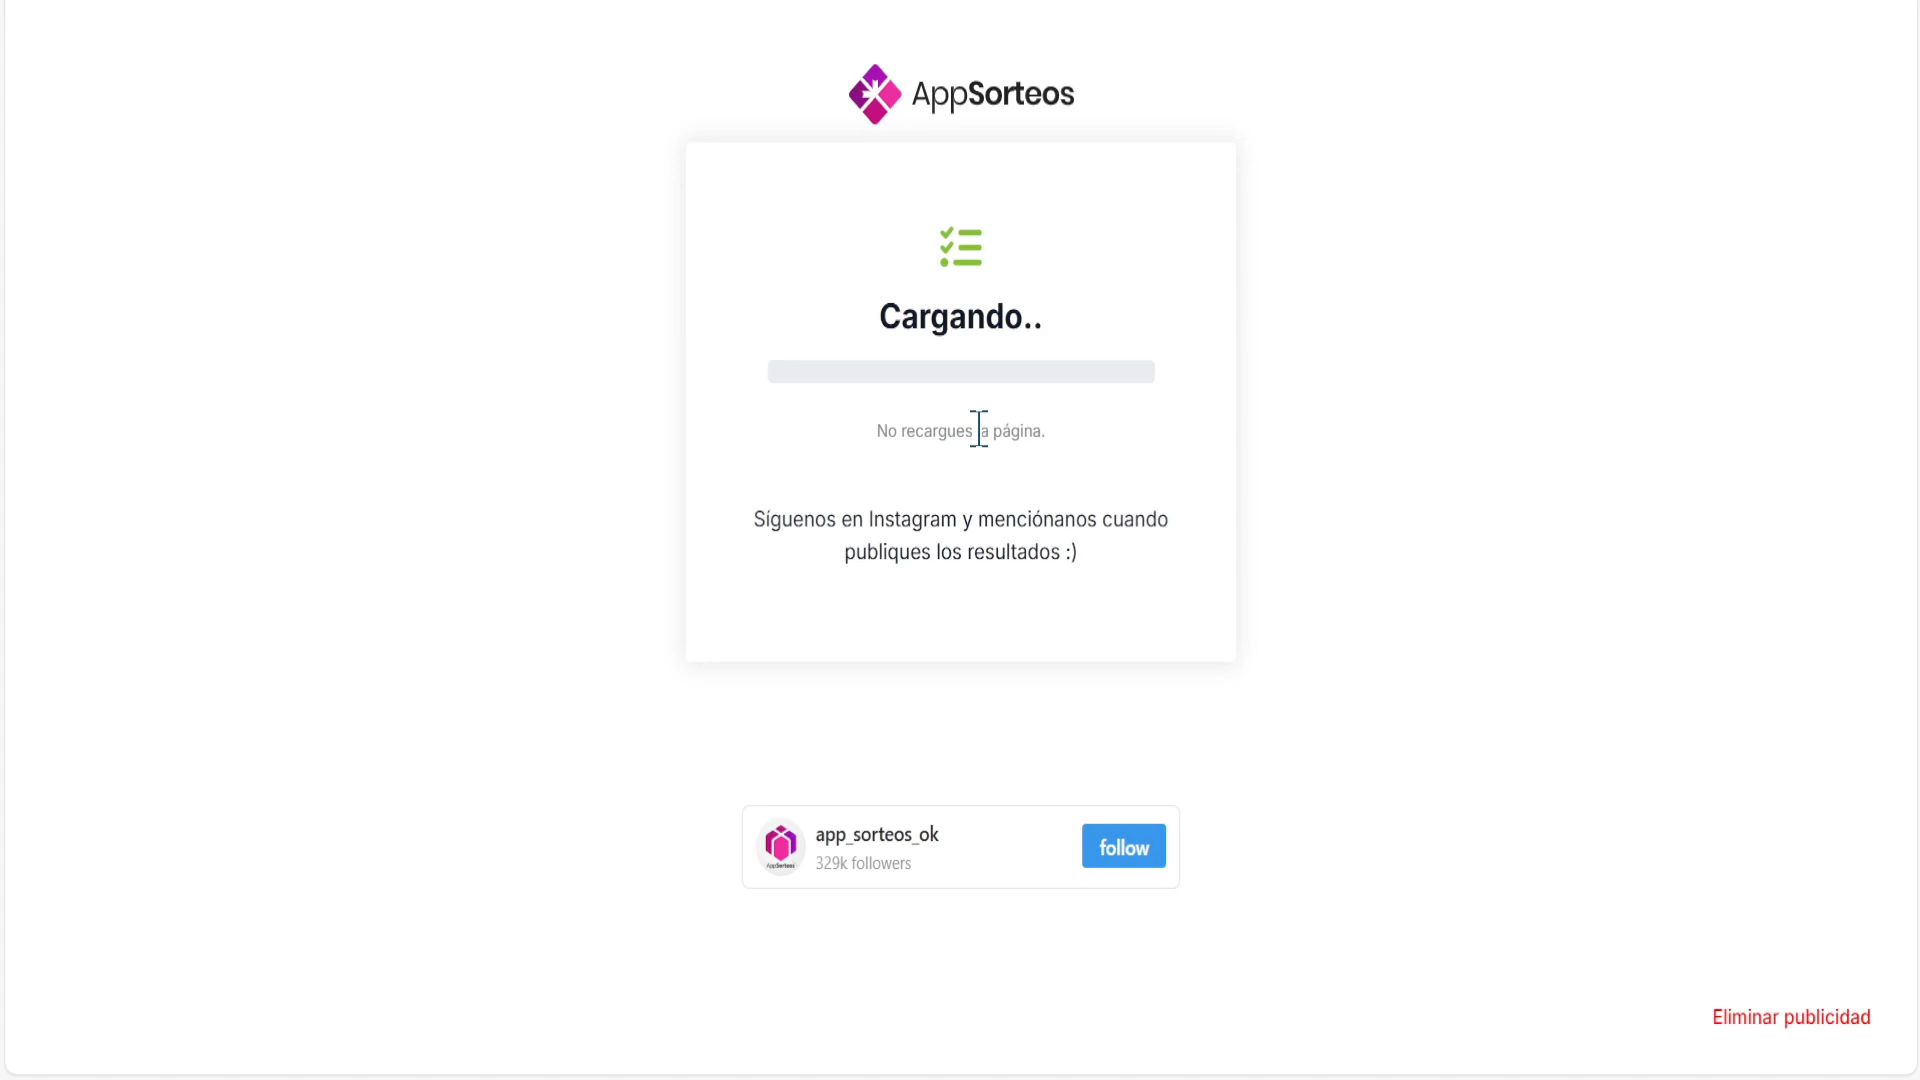 AppSorteos
Cargando..
No recargues la página.
Síguenos en Instagram y menciónanos cuando
publiques los resultados :)
AppSorteos
app_sorteos_ok
329k followers
follow
Eliminar publicidad